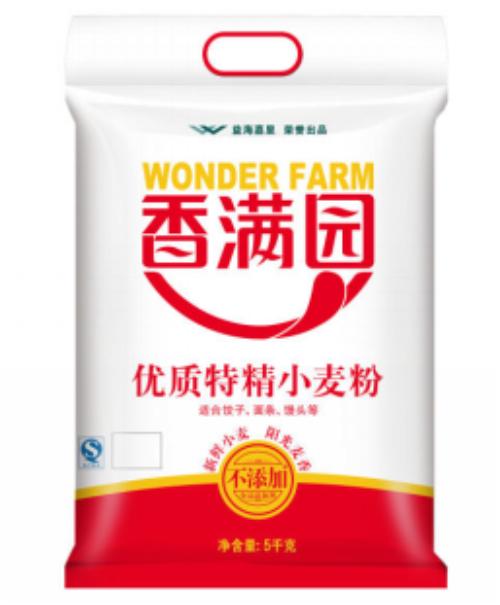 益海嘉里 荣誉出品
WONDER FARM
香满园
优质特精小麦粉
适合饺子、面条、馒头等
新鲜小麦 阳光麦香
不添加
净含量:5千克